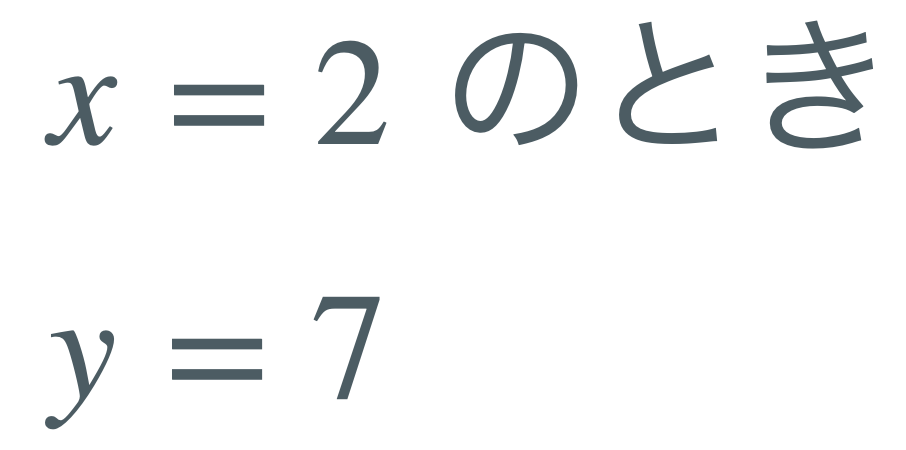 x = 2 のとき
y = 7